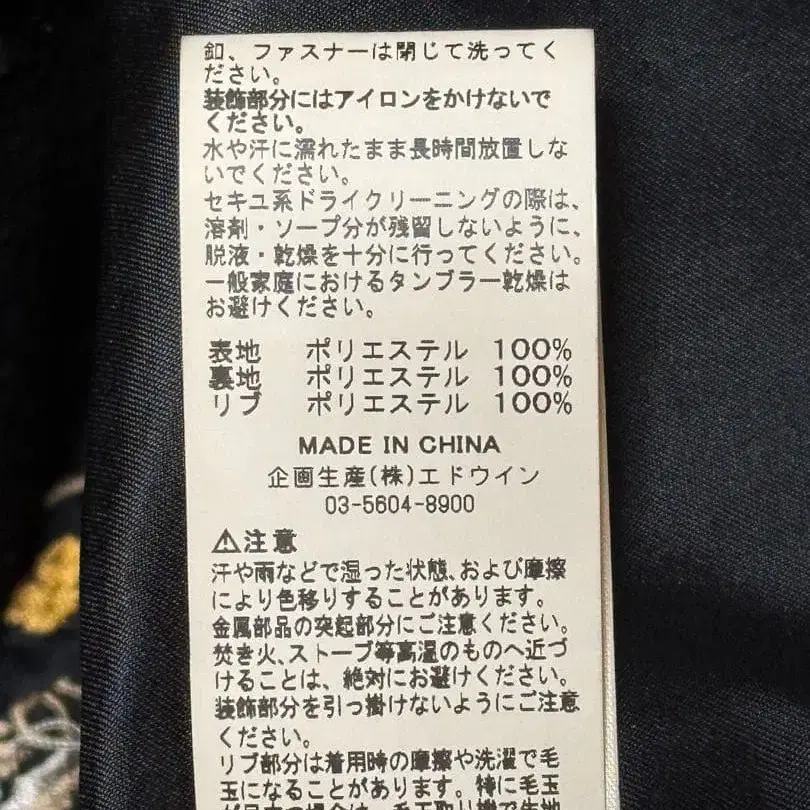 釦、ファスナーは閉じて洗ってく
ださい。
装飾部分にはアイロンをかけないで
ください。
水や汗に濡れたまま長時間放置しな
いでください。
セキユ系ドライクリーニングの際は、
溶剤・ソープ分が残留しないように、
脱液・乾燥を十分に行ってください。
一般家庭におけるタンブラー乾燥は
お避けください。
表地 ポリエステル 100%
裏地 ポリエステル 100%
リブ ポリエステル 100%
MADE IN CHINA
企画生産(株)エドウイン
03-5604-8900
⚠注意
汗や雨などで湿った状態、および摩擦
により色移りすることがあります。
金属部品の突起部分にご注意ください。
焚き火、ストーブ等高温のものへ近づ
けることは、絶対にお避けください。
装飾部分を引っ掛けないようにご注意
ください。
リブ部分は着用時の摩擦や洗濯で毛
玉になることがあります。特に毛玉